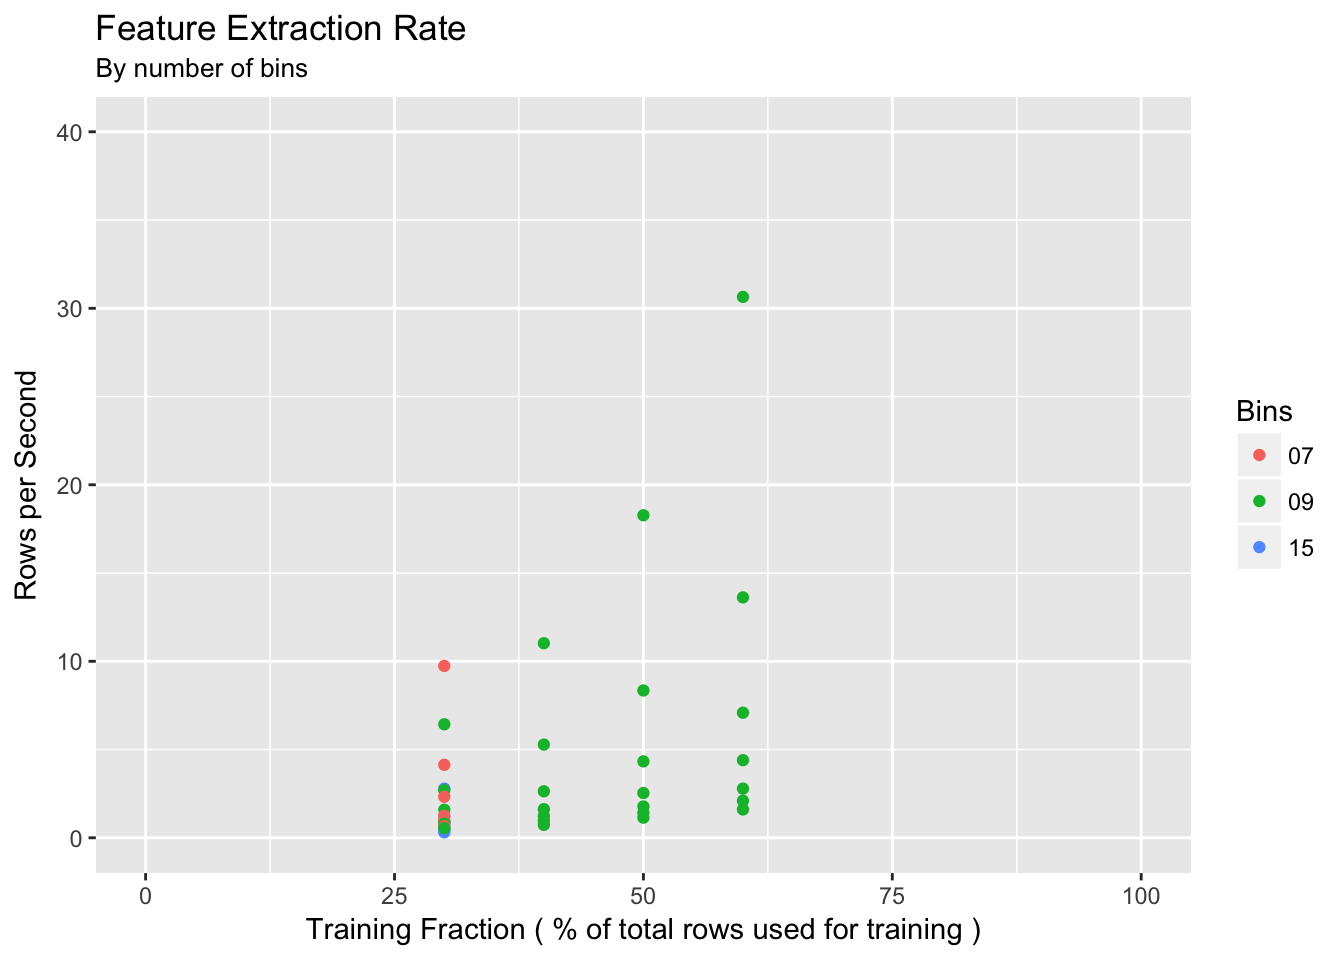 Feature Extraction Rate
By number of bins
40
30
20
10
0
Rows per Second
0 25 50 75 100
Training Fraction ( % of total rows used for training )
Bins
07
09
15